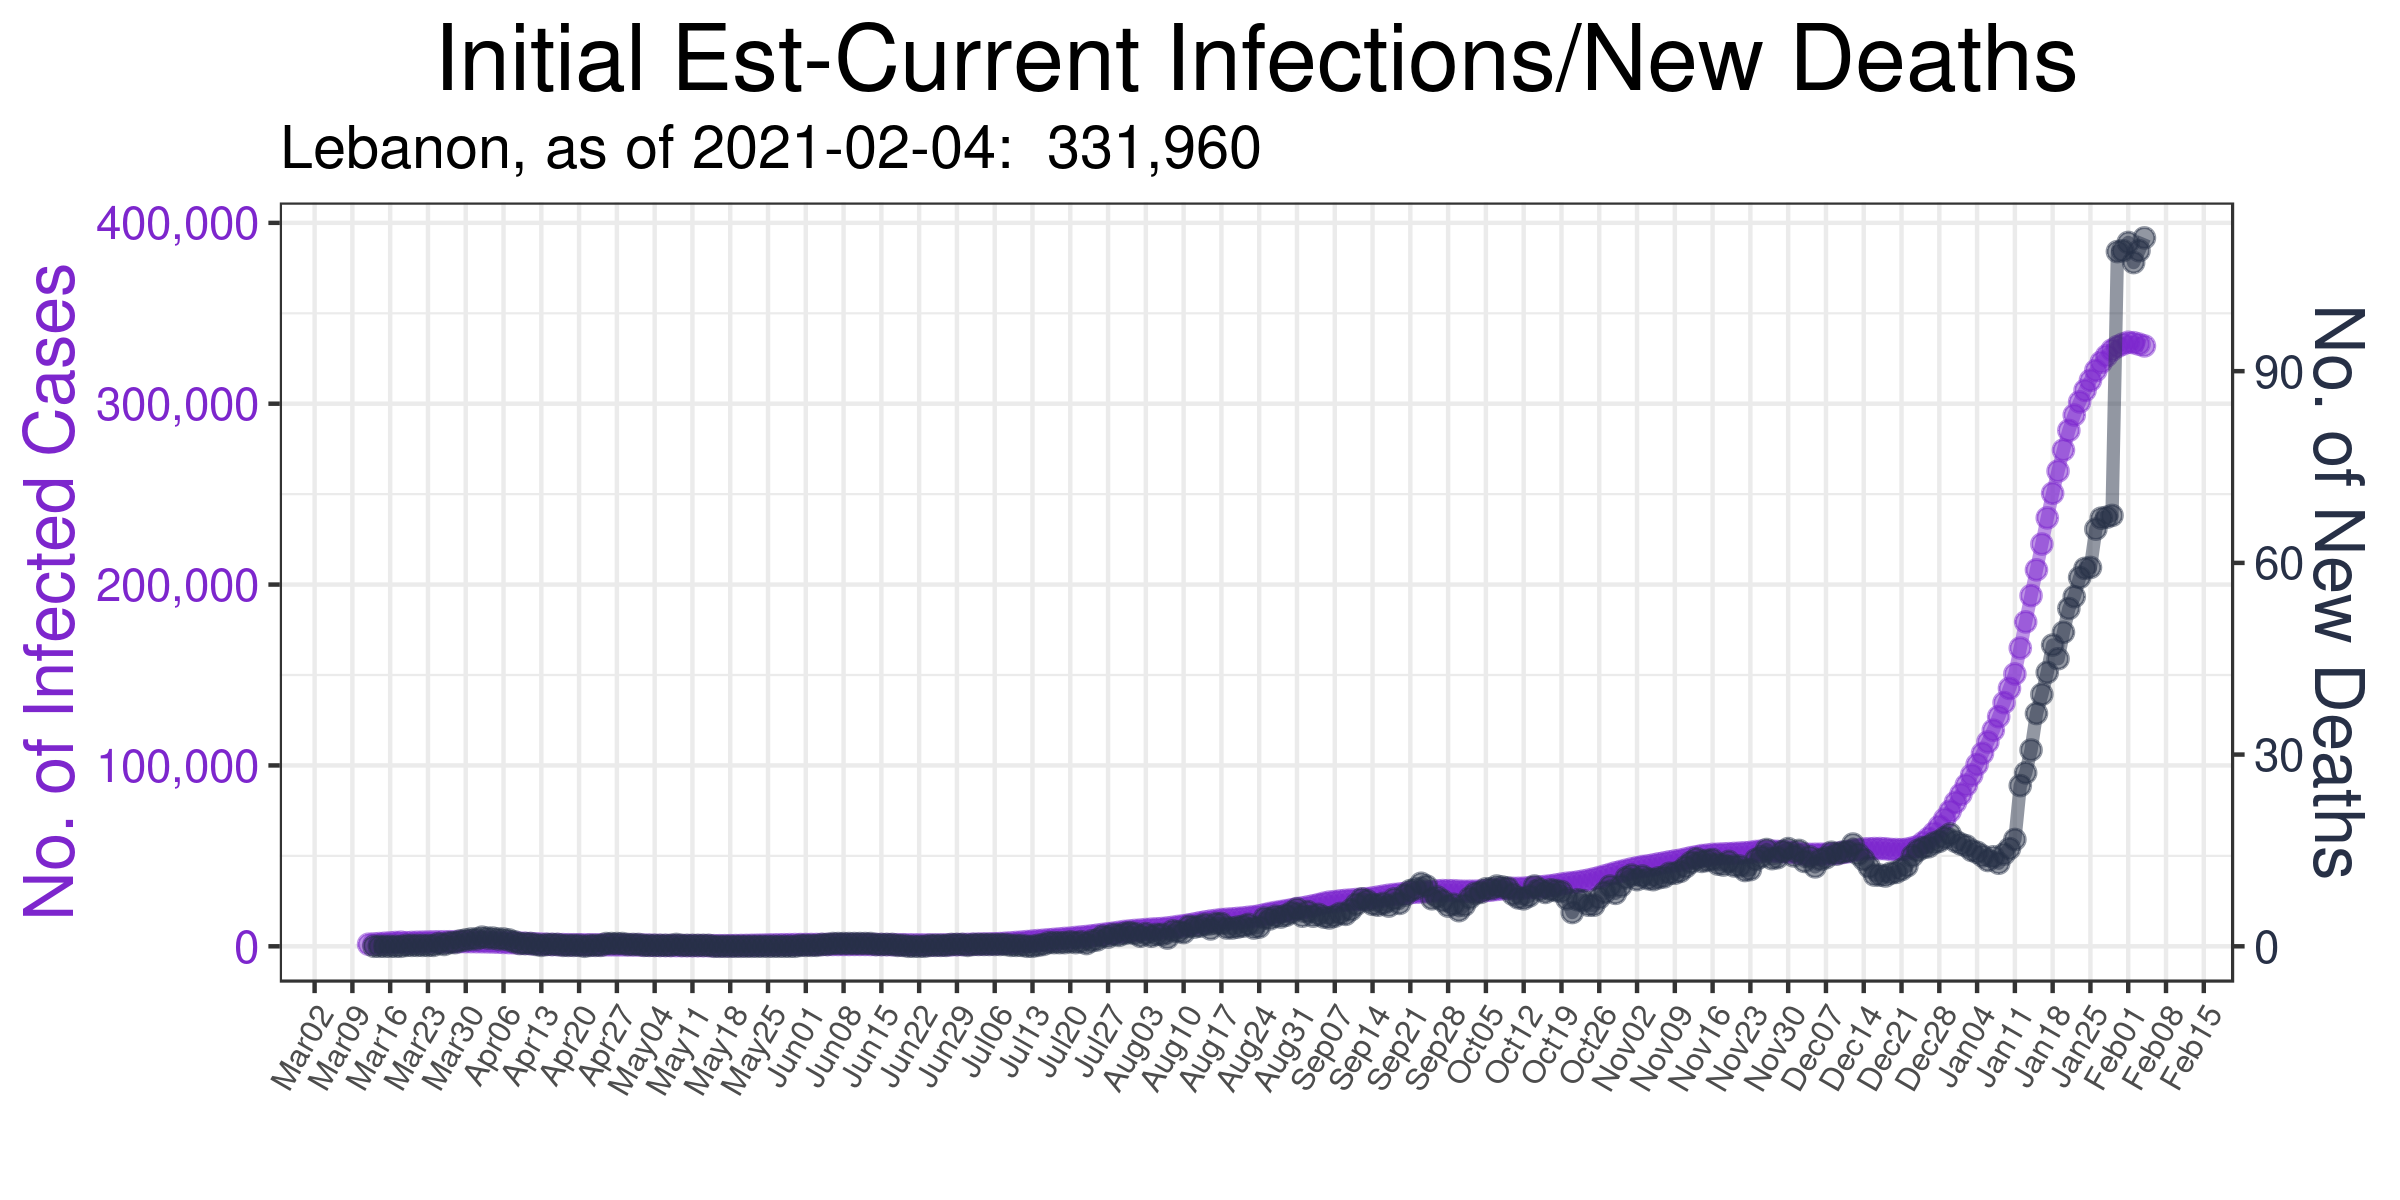 Initial Est-Current Infections/New Deaths
Lebanon, as of 2021-02-04: 331,960
No. of Infected Cases
400,000
300,000
200,000
100,000
0
No. of New Deaths
90
60
30
0
Mar02
Mar09
Mar16
Mar23
Mar30
Apr06
Apr13
Apr20
Apr27
May04
May11
May18
May25
Jun01
Jun08
Jun15
Jun22
Jun29
Jul06
Jul13
Jul20
Jul27
Aug03
Aug10
Aug17
Aug24
Aug31
Sep07
Sep14
Sep21
Sep28
Oct05
Oct12
Oct19
Oct26
Nov02
Nov09
Nov16
Nov23
Nov30
Dec07
Dec14
Dec21
Dec28
Jan04
Jan11
Jan18
Jan25
Feb01
Feb08
Feb15